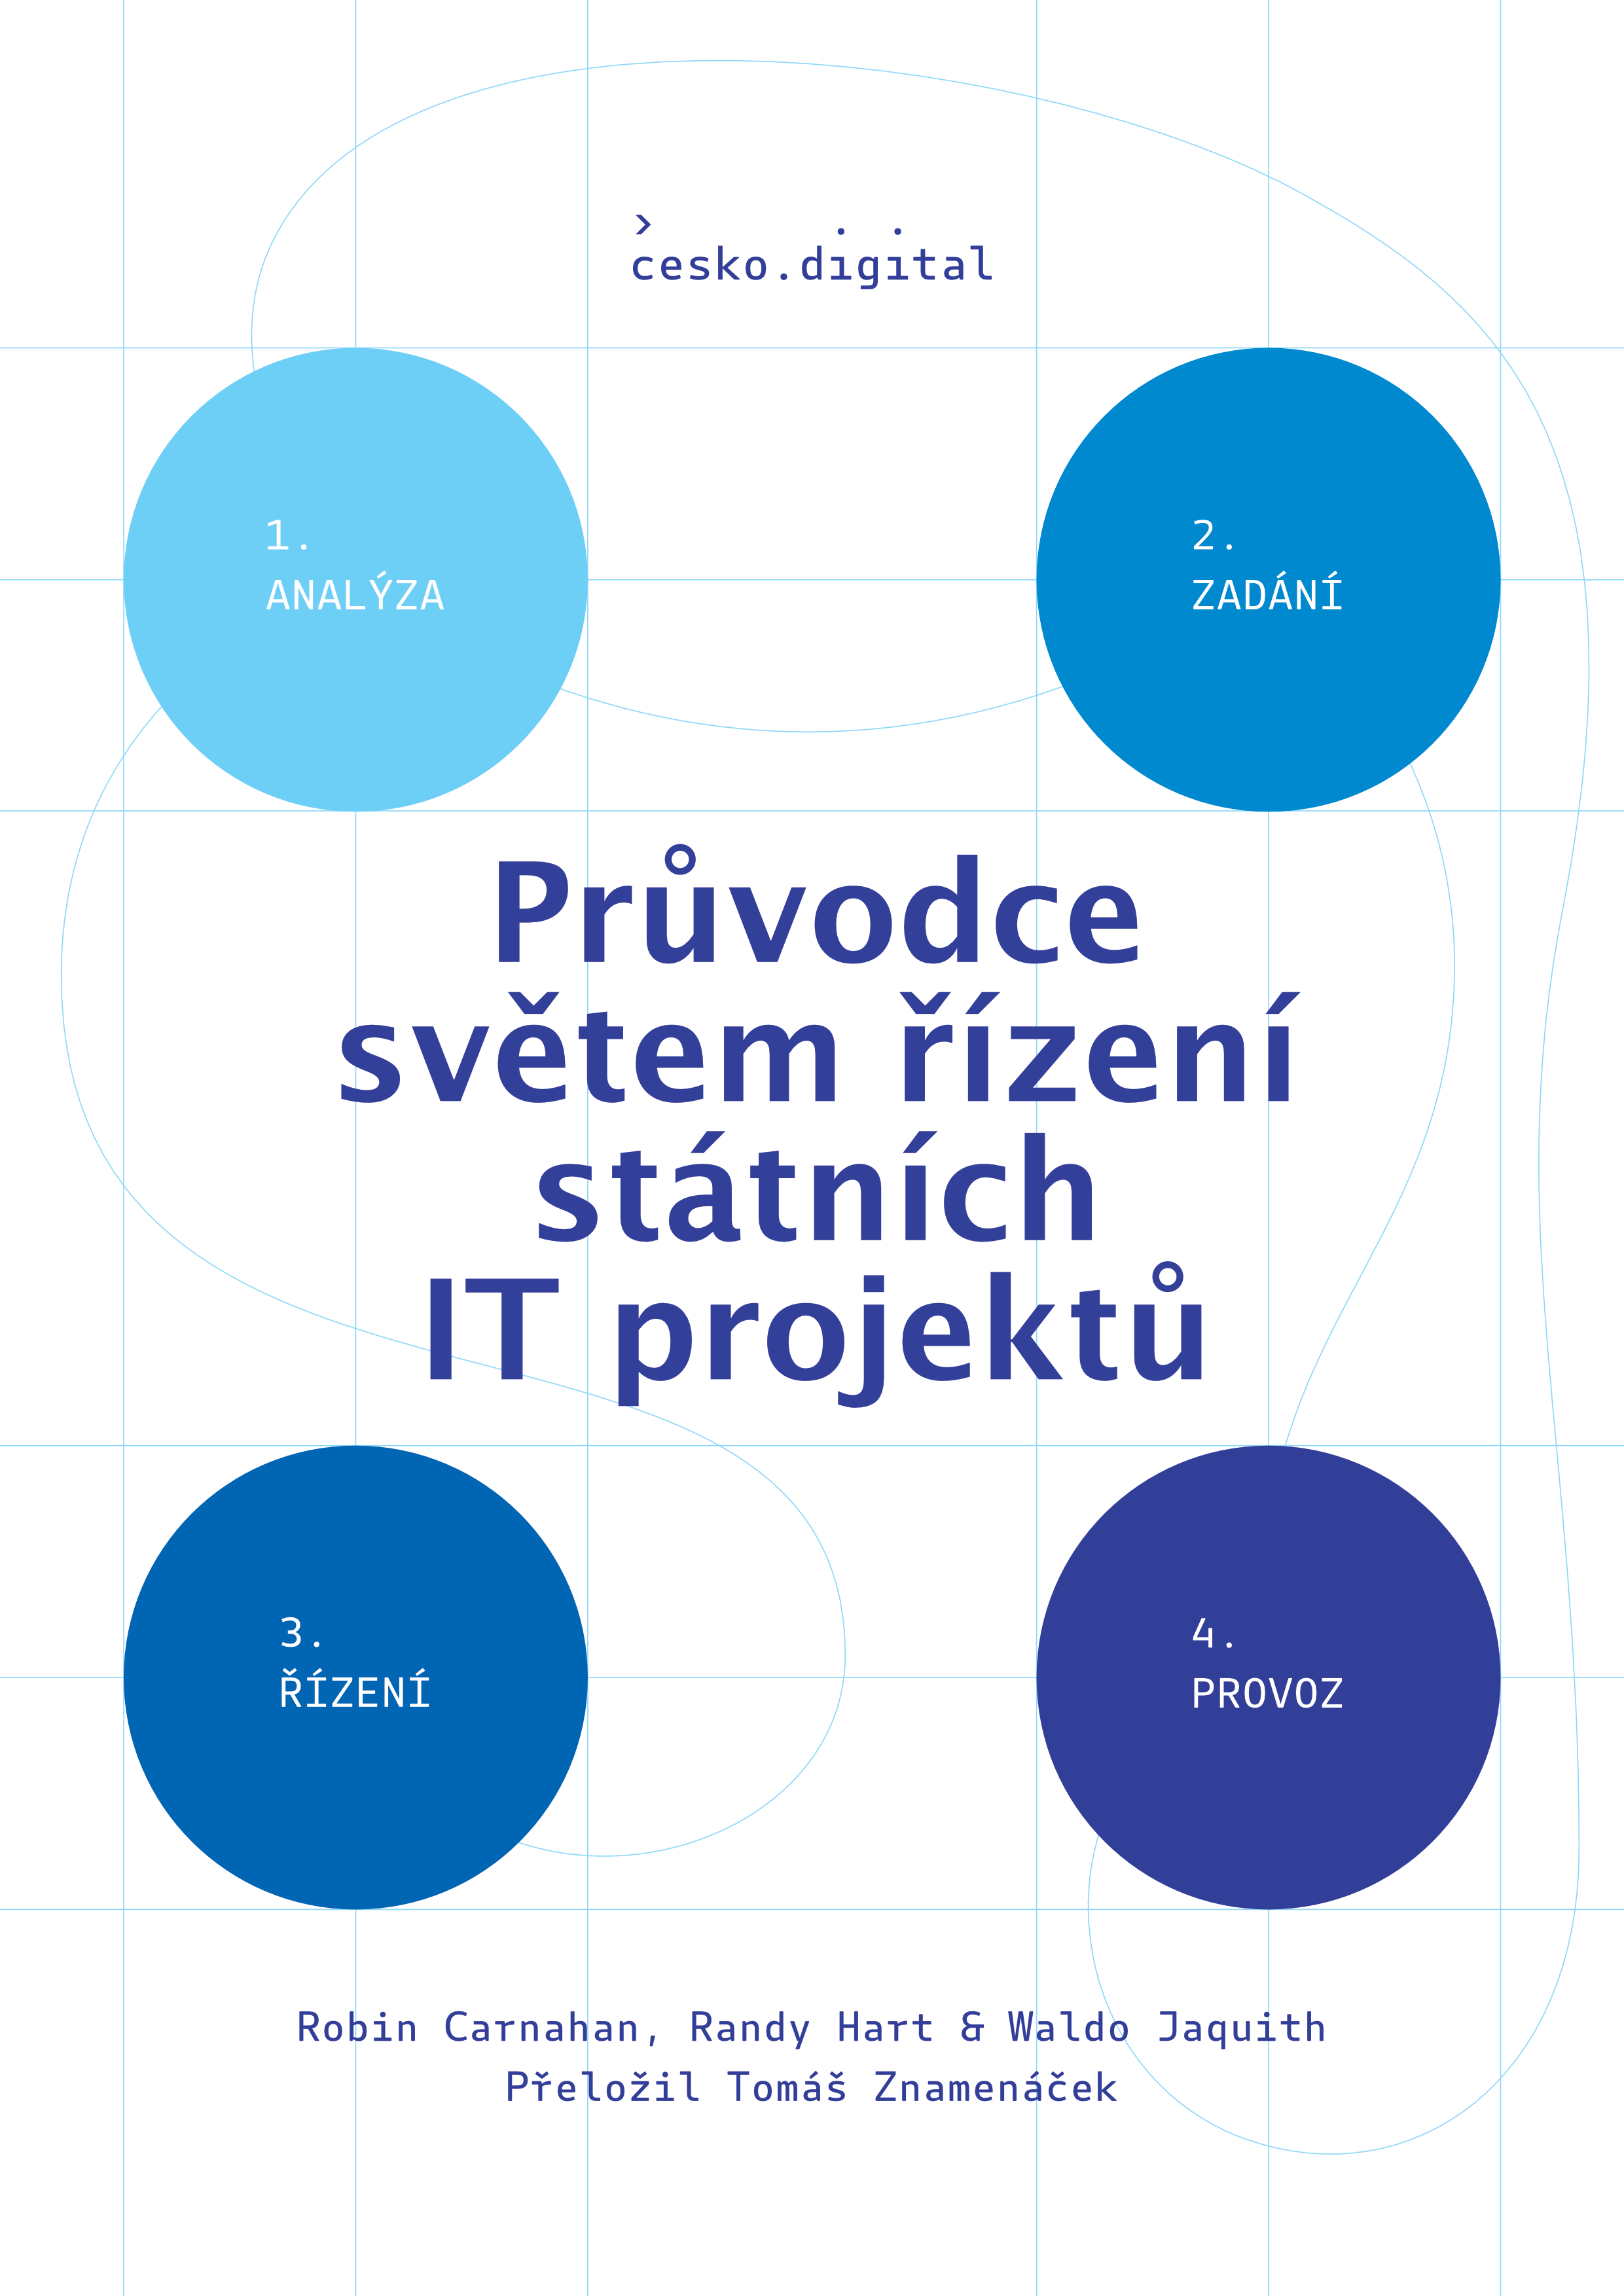 cesko.digital
1.
ANALÝZA
2.
ZADÁNÍ
Průvodce
světem řízení
státních
IT projektů
3.
ŘÍZENÍ
4.
PROVOZ
Robin Carnahan, Randy Hart & Waldo Jaquith
Přeložil Tomáš Znamenáček